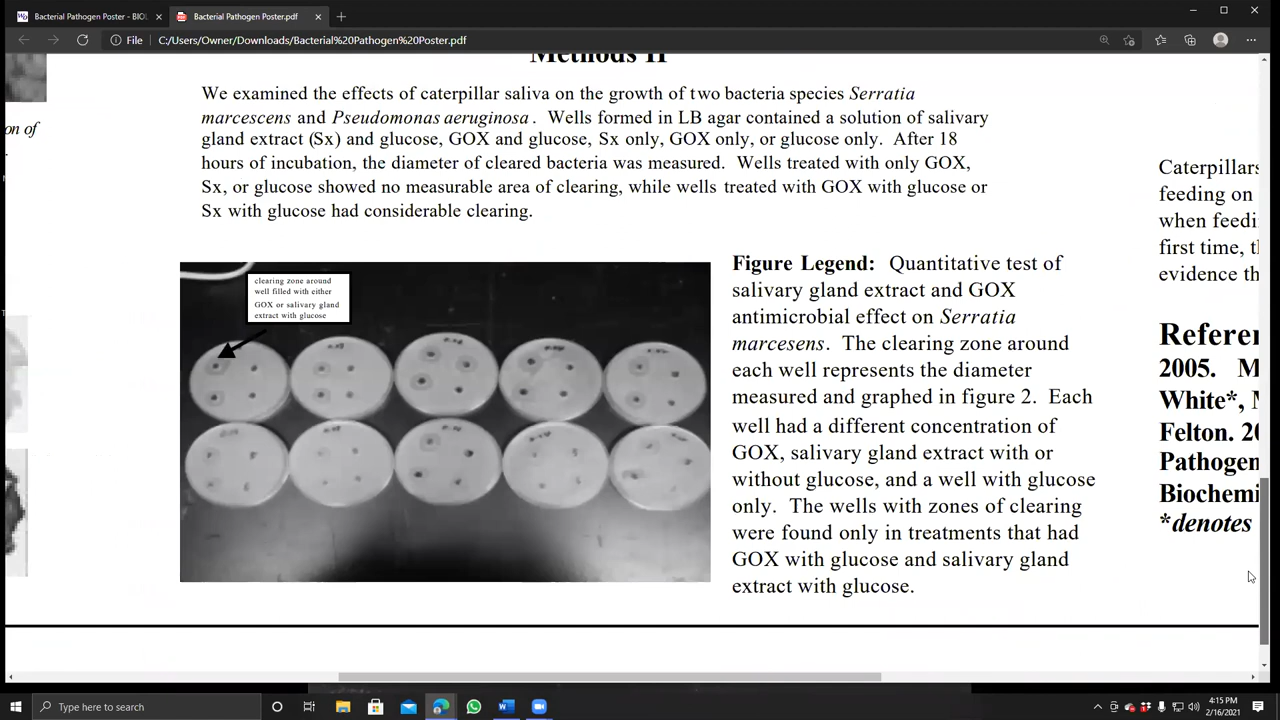 Bacterial Pathogen Poster - BIOL
Bacterial Pathogen Poster.pdf
File
C:/Users/Owner/Downloads/Bacterial%20Pathogen%20Poster.pdf
Methods II
We examined the effects of caterpillar saliva on the growth of two bacteria species Serratia
marcescens and Pseudomonas aeruginosa. Wells formed in LB agar contained a solution of salivary
gland extract (Sx) and glucose, GOX and glucose, Sx only, GOX only, or glucose only. After 18
hours of incubation, the diameter of cleared bacteria was measured. Wells treated with only GOX,
Sx, or glucose showed no measurable area of clearing, while wells treated with GOX with glucose or
Sx with glucose had considerable clearing.
on of
clearing zone around
well filled with either
GOX or salivary gland
extract with glucose
Figure Legend: Quantitative test of
salivary gland extract and GOX
antimicrobial effect on Serratia
marcesens. The clearing zone around
each well represents the diameter
measured and graphed in figure 2. Each
well had a different concentration of
GOX, salivary gland extract with or
without glucose, and a well with glucose
only. The wells with zones of clearing
were found only in treatments that had
GOX with glucose and salivary gland
extract with glucose.
Caterpillars
feeding on
when feedi
first time, th
evidence th
Referen
2005. M
White*, M
Felton. 20
Pathogen
Biochemi
*denotes
Type here to search
4:15 PM
2/16/2021